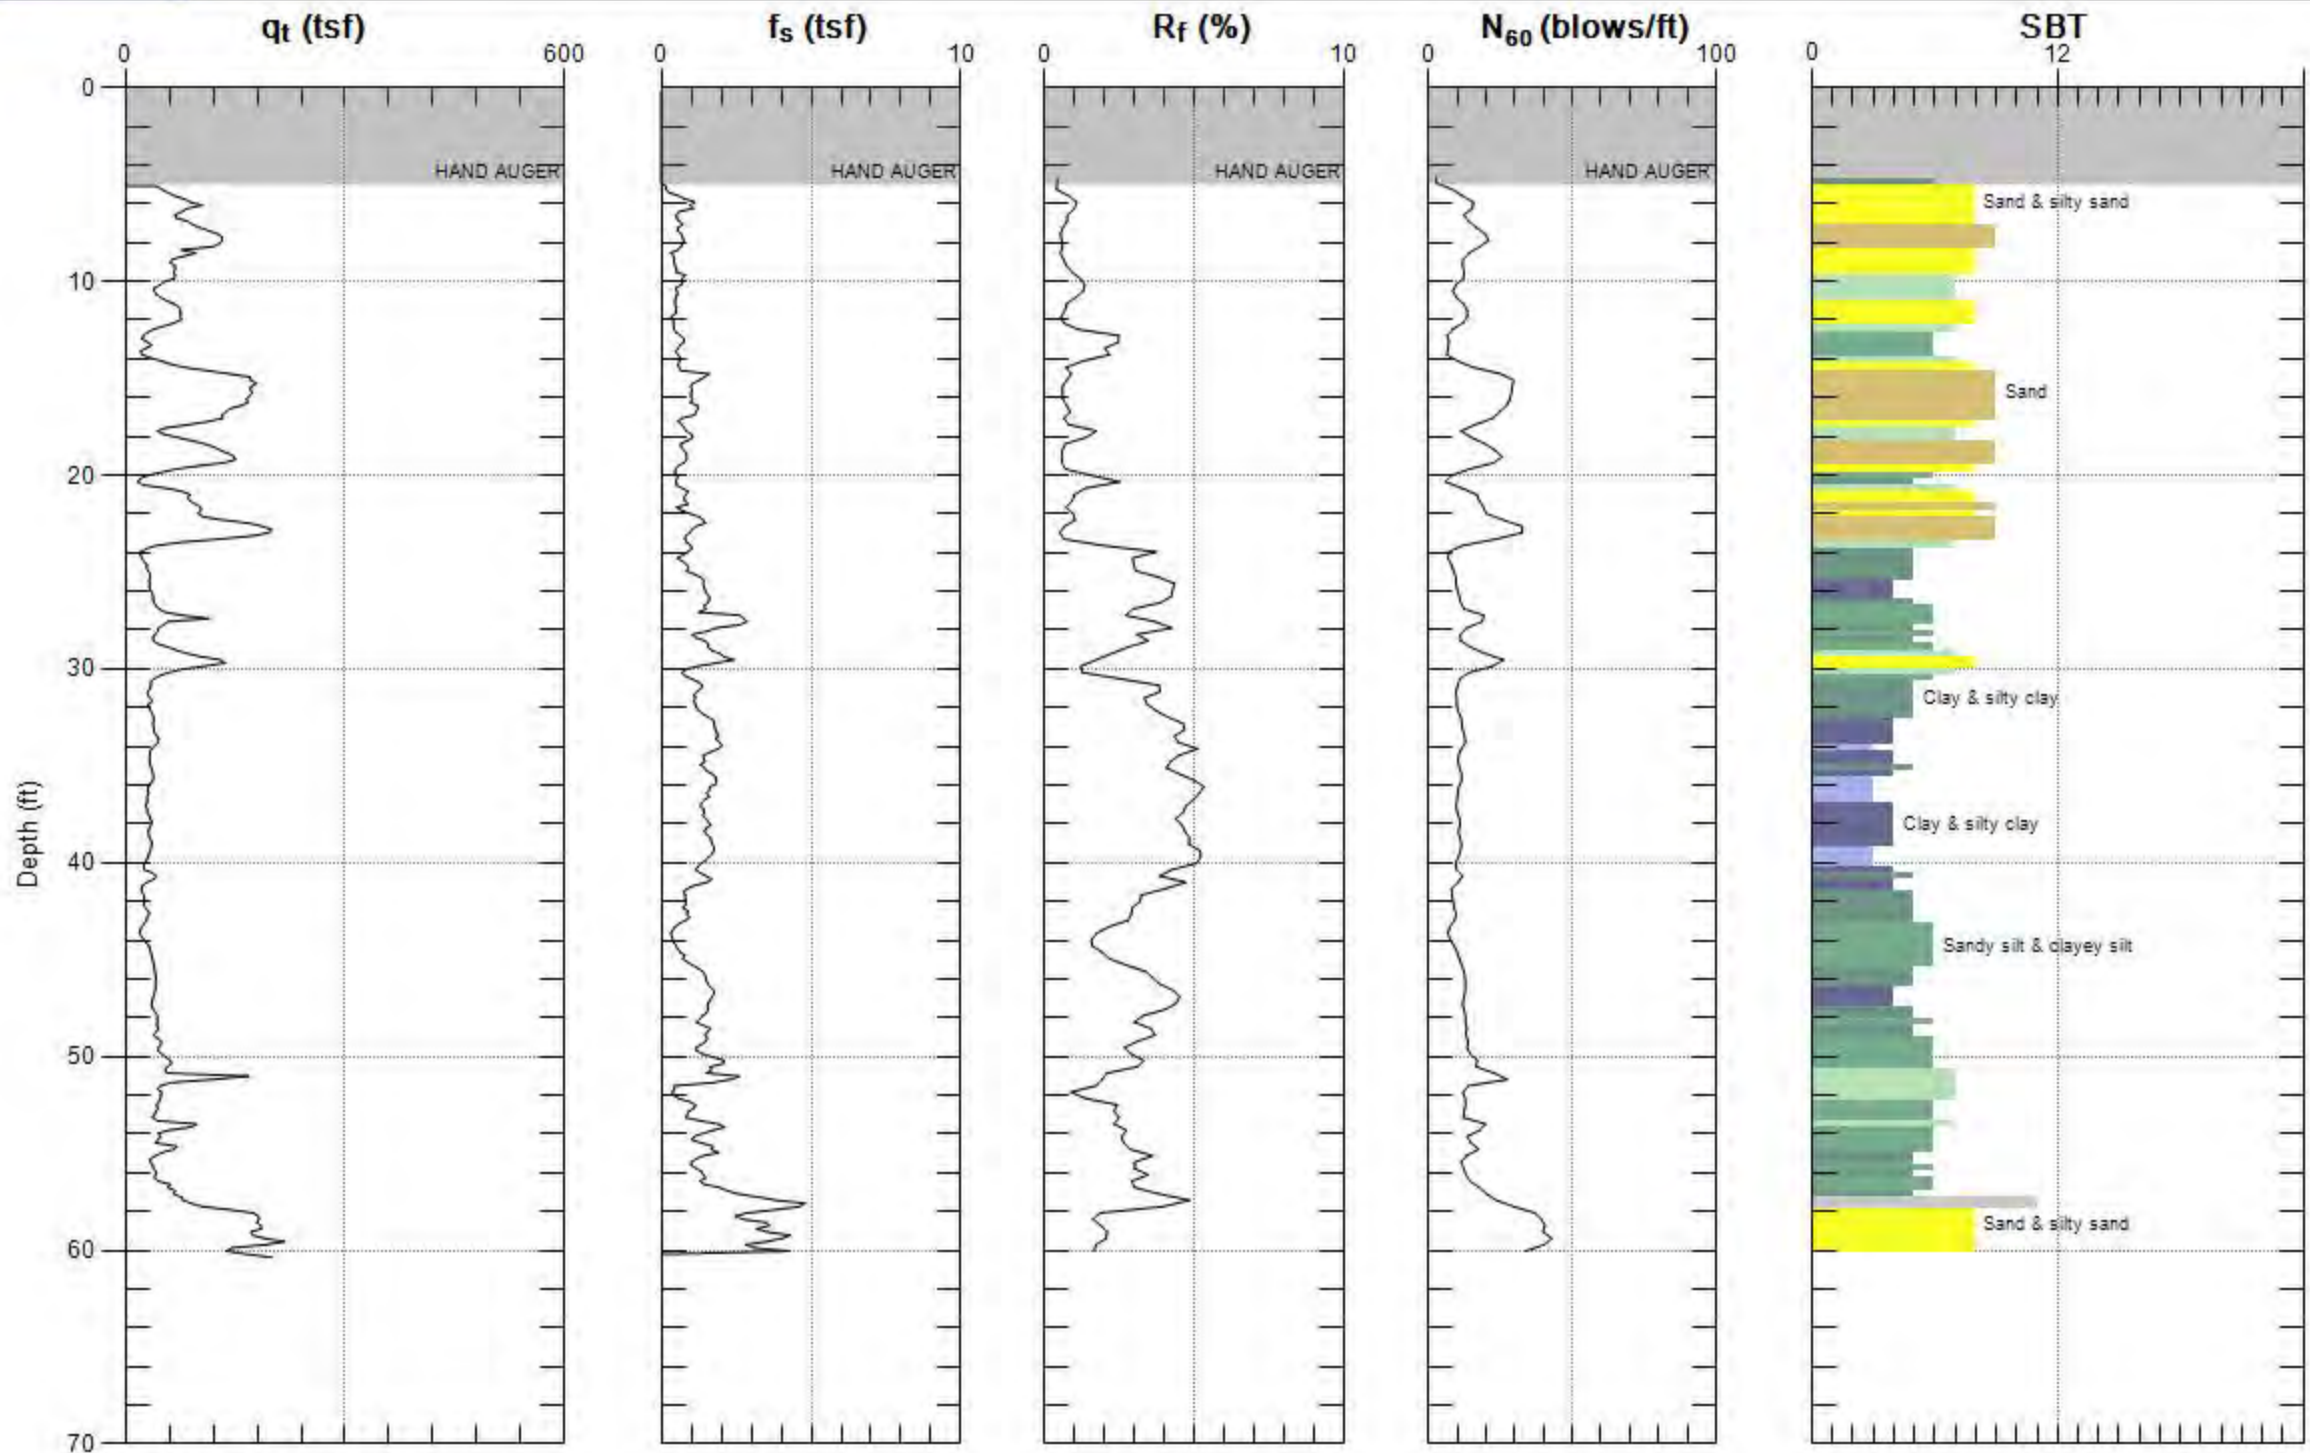 qt (tsf)
fs (tsf)
Rf (%)
N60 (blows/ft)
SBT
0
600
0
10
0
10
0
100
0
12
0
HAND AUGER
HAND AUGER
HAND AUGER
HAND AUGER
Sand & silty sand
10
Sand
20
30
Clay & silty clay
Depth (ft)
Clay & silty clay
40
Sandy silt & clayey silt
50
Sand & silty sand
60
70